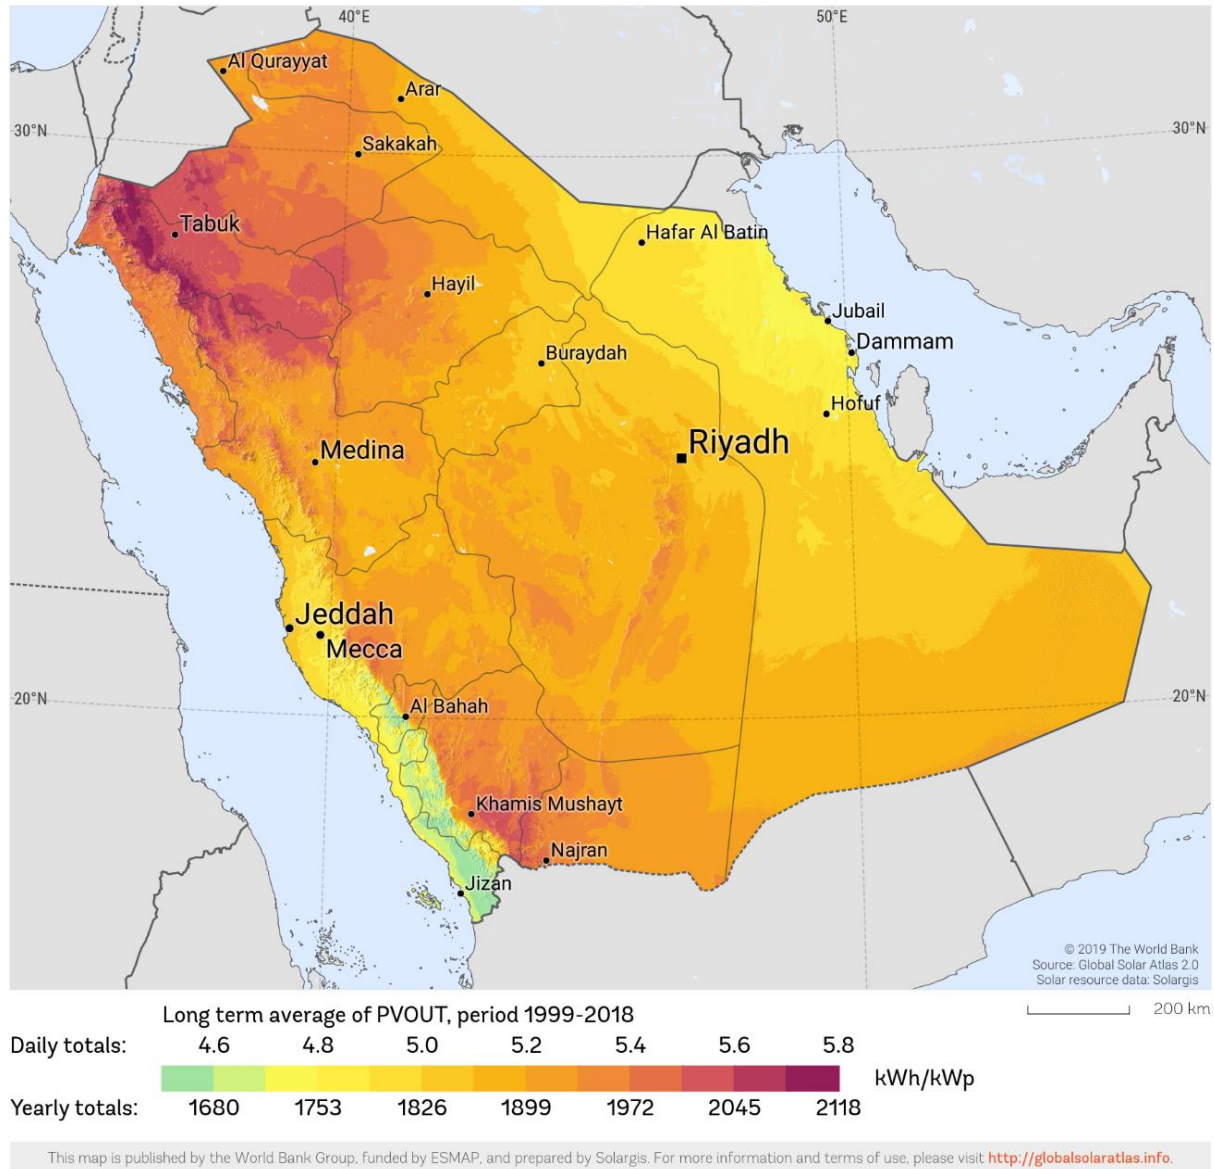 40°E 50°E
Al Qurayyat
Arar
30°N 30°N
Sakakah
Tabuk
Hafar Al Batin
Hayil
Jubail
Dammam
Buraydah
Hofuf
Riyadh
Medina
Jeddah
Mecca
20°N 20°N
Al Bahah
Khamis Mushayt
Najran
Jizan
© 2019 The World Bank
Source: Global Solar Atlas 2.0
Solar resource data: Solargis
200 km
Long term average of PVOUT, period 1999-2018
Daily totals: 4.6 4.8 5.0 5.2 5.4 5.6 5.8
kWh/kWp
Yearly totals: 1680 1753 1826 1899 1972 2045 2118
This map is published by the World Bank Group, funded by ESMAP, and prepared by Solargis. For more information and terms of use, please visit http://globalsolaratlas.info.